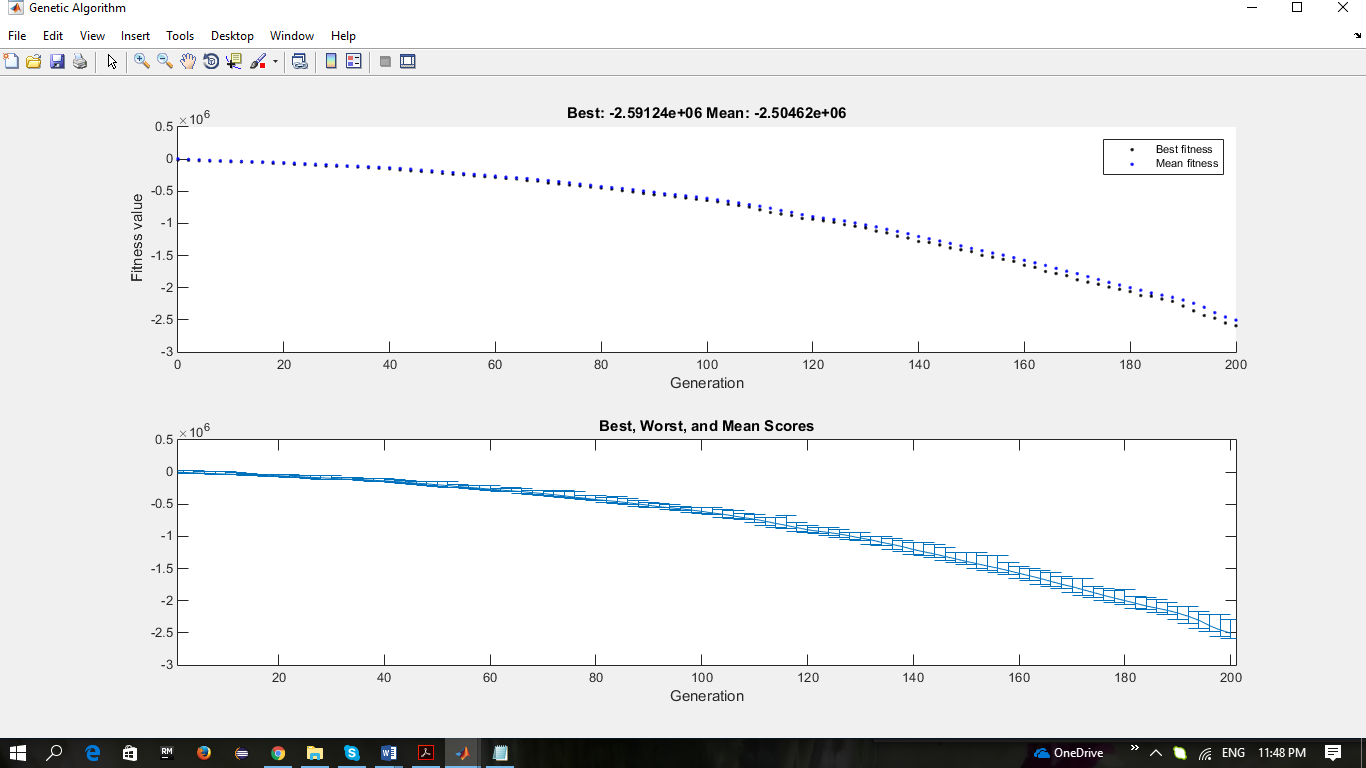 Genetic Algorithm
File Edit View Insert Tools Desktop Window Help
Best: -2.59124e+06 Mean: -2.50462e+06
×10^6
0.5
0
-0.5
-1
-1.5
-2
-2.5
-3
Fitness value
Best fitness
Mean fitness
0 20 40 60 80 100 120 140 160 180 200
Generation
Best, Worst, and Mean Scores
×10^6
0.5
0
-0.5
-1
-1.5
-2
-2.5
-3
20 40 60 80 100 120 140 160 180 200
Generation
RM
OneDrive ENG 11:48 PM